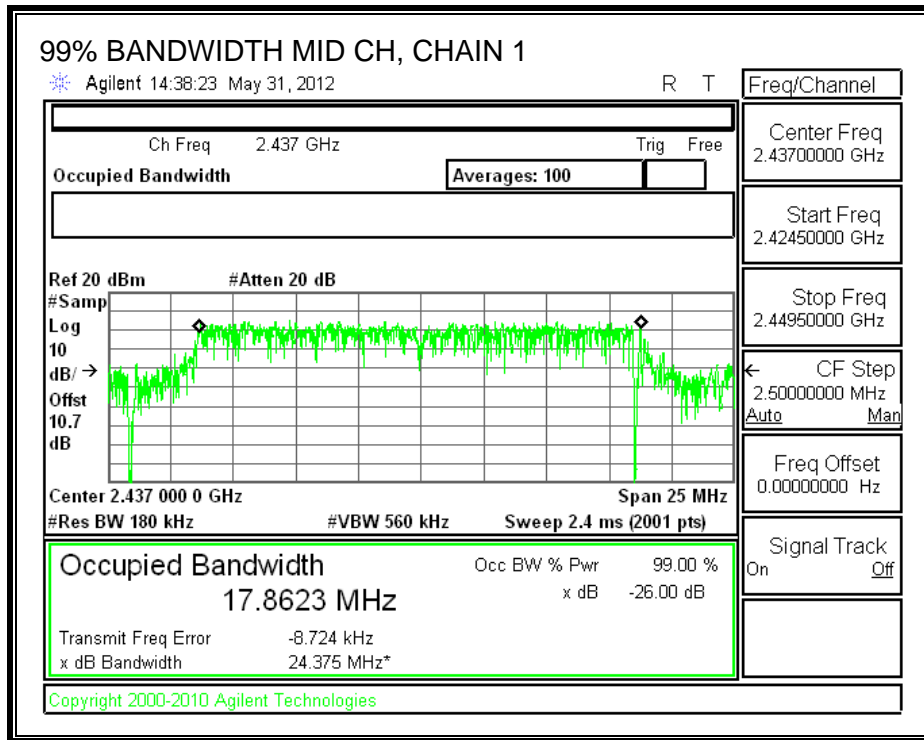 99% BANDWIDTH MID CH, CHAIN 1
Agilent 14:38:23 May 31, 2012 R T
Freq/Channel
Ch Freq 2.437 GHz Trig Free
Occupied Bandwidth Averages: 100
Center Freq
2.43700000 GHz
Start Freq
2.42450000 GHz
Stop Freq
2.44950000 GHz
CF Step
2.50000000 MHz
Auto Man
Freq Offset
0.00000000 Hz
Signal Track
On Off
Ref 20 dBm #Atten 20 dB
#Samp
Log
10
dB/
Offst
10.7
dB
Center 2.437 000 0 GHz Span 25 MHz
#Res BW 180 kHz #VBW 560 kHz Sweep 2.4 ms (2001 pts)
Occupied Bandwidth Occ BW % Pwr 99.00 %
17.8623 MHz x dB -26.00 dB
Transmit Freq Error -8.724 kHz
x dB Bandwidth 24.375 MHz*
Copyright 2000-2010 Agilent Technologies